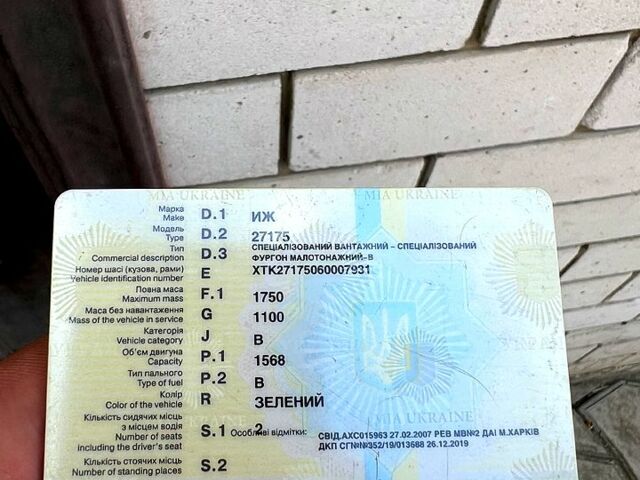 MIA UKRAINE MIA UKRAINE
Марка
Make D.1 ИЖ
Модель
Type D.2 27175
Тип
Commercial description D.3 СПЕЦІАЛІЗОВАНИЙ ВАНТАЖНИЙ – СПЕЦІАЛІЗОВАНИЙ
ФУРГОН МАЛОТОНАЖНИЙ-В
Номер шасі (кузова, рами)
Vehicle identification number E XTK27175060007931
Повна маса
Maximum mass F.1 1750
Маса без навантаження
Mass of the vehicle in service G 1100
Категорія
Vehicle category J B
Об'єм двигуна
Capacity P.1 1568
Тип пального
Type of fuel P.2 B
Колір
Color of the vehicle R ЗЕЛЕНИЙ
MIA UKRAINE
Кількість сидячих місць
з місцем водія
Number of seats
including the driver's seat S.1 2 Особливі відмітки: СВІД.АХС015963 27.02.2007 РЕВ МВ№2 ДАІ М.ХАРКІВ
ДКП СГ№№352/19/013688 26.12.2019
Кількість стоячих місць
Number of standing places S.2